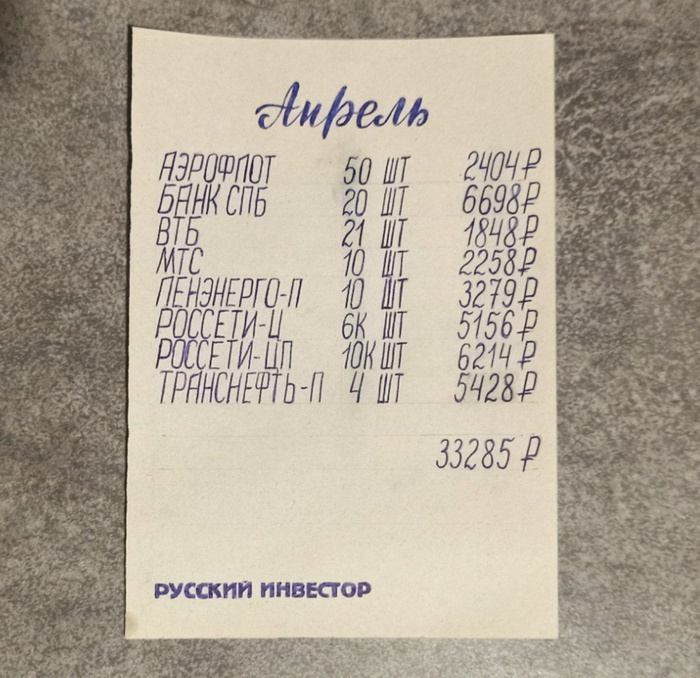 Апрель
АЭРОФЛОТ 50 ШТ 2404₽
БАНК СПБ 20 ШТ 6698₽
ВТБ 21 ШТ 1848₽
МТС 10 ШТ 2258₽
ЛЕНЭНЕРГО-П 10 ШТ 3279₽
РОССЕТИ-Ц 6К ШТ 5156₽
РОССЕТИ-ЦП 10К ШТ 6214₽
ТРАНСНЕФТЬ-П 4 ШТ 5428₽
33285 ₽
РУССКИЙ ИНВЕСТОР